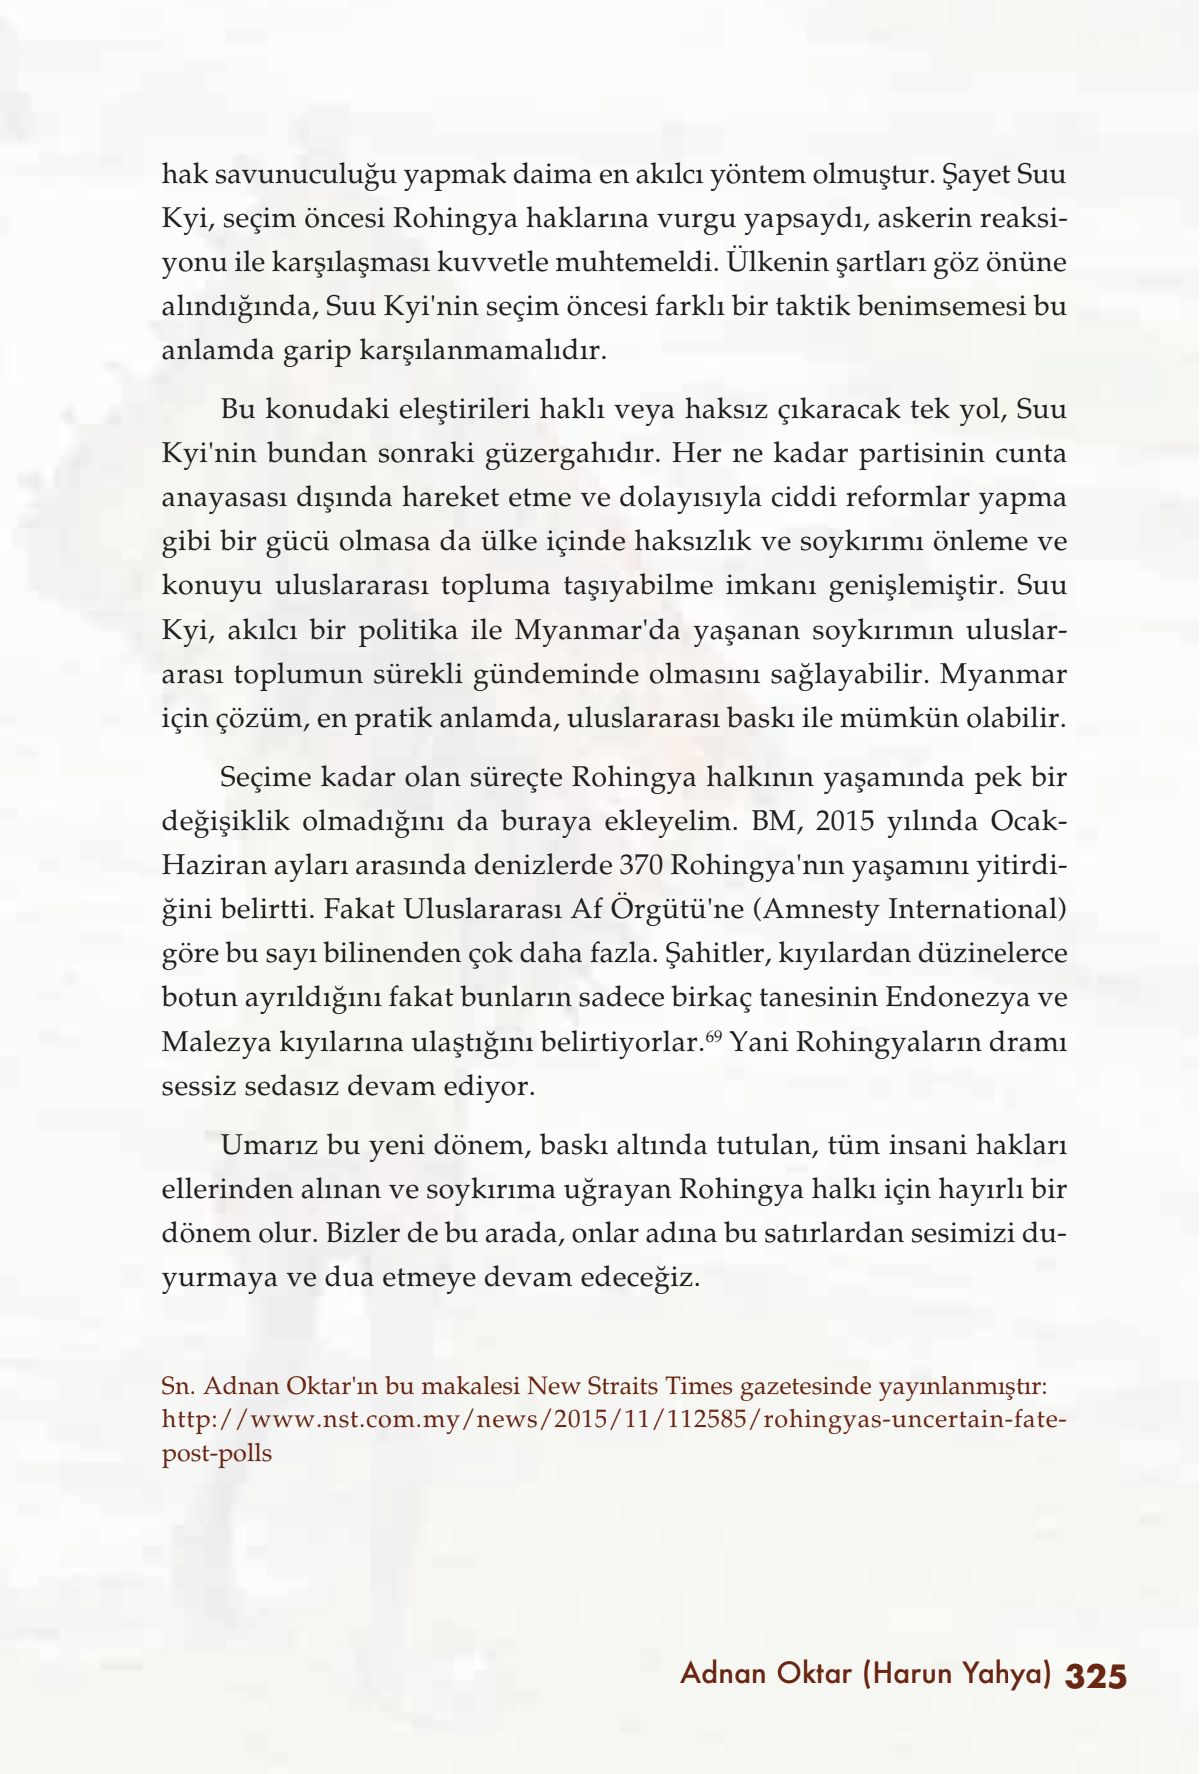 hak savunuculuğu yapmak daima en akılcı yöntem olmuştur. Şayet Suu
Kyi, seçim öncesi Rohingya haklarına vurgu yapsaydı, askerin reaksi-
yonu ile karşılaşması kuvvetle muhtemeldi. Ülkenin şartları göz önüne
alındığında, Suu Kyi'nin seçim öncesi farklı bir taktik benimsemesi bu
anlamda garip karşılanmamalıdır.
Bu konudaki eleştirileri haklı veya haksız çıkaracak tek yol, Suu
Kyi'nin bundan sonraki güzergahıdır. Her ne kadar partisinin cunta
anayasası dışında hareket etme ve dolayısıyla ciddi reformlar yapma
gibi bir gücü olmasa da ülke içinde haksızlık ve soykırımı önleme ve
konuyu uluslararası topluma taşıyabilme imkanı genişlemiştir. Suu
Kyi, akılcı bir politika ile Myanmar'da yaşanan soykırımın uluslar-
arası toplumun sürekli gündeminde olmasını sağlayabilir. Myanmar
için çözüm, en pratik anlamda, uluslararası baskı ile mümkün olabilir.
Seçime kadar olan süreçte Rohingya halkının yaşamında pek bir
değişiklik olmadığını da buraya ekleyelim. BM, 2015 yılında Ocak-
Haziran ayları arasında denizlerde 370 Rohingya'nın yaşamını yitirdi-
ğini belirtti. Fakat Uluslararası Af Örgütü'ne (Amnesty International)
göre bu sayı bilinenden çok daha fazla. Şahitler, kıyılardan düzinelerce
botun ayrıldığını fakat bunların sadece birkaç tanesinin Endonezya ve
Malezya kıyılarına ulaştığını belirtiyorlar.⁶⁹ Yani Rohingyaların dramı
sessiz sedasız devam ediyor.
Umarız bu yeni dönem, baskı altında tutulan, tüm insani hakları
ellerinden alınan ve soykırıma uğrayan Rohingya halkı için hayırlı bir
dönem olur. Bizler de bu arada, onlar adına bu satırlardan sesimizi du-
yurmaya ve dua etmeye devam edeceğiz.
Sn. Adnan Oktar'ın bu makalesi New Straits Times gazetesinde yayınlanmıştır:
http://www.nst.com.my/news/2015/11/112585/rohingyas-uncertain-fate-
post-polls
Adnan Oktar (Harun Yahya) 325